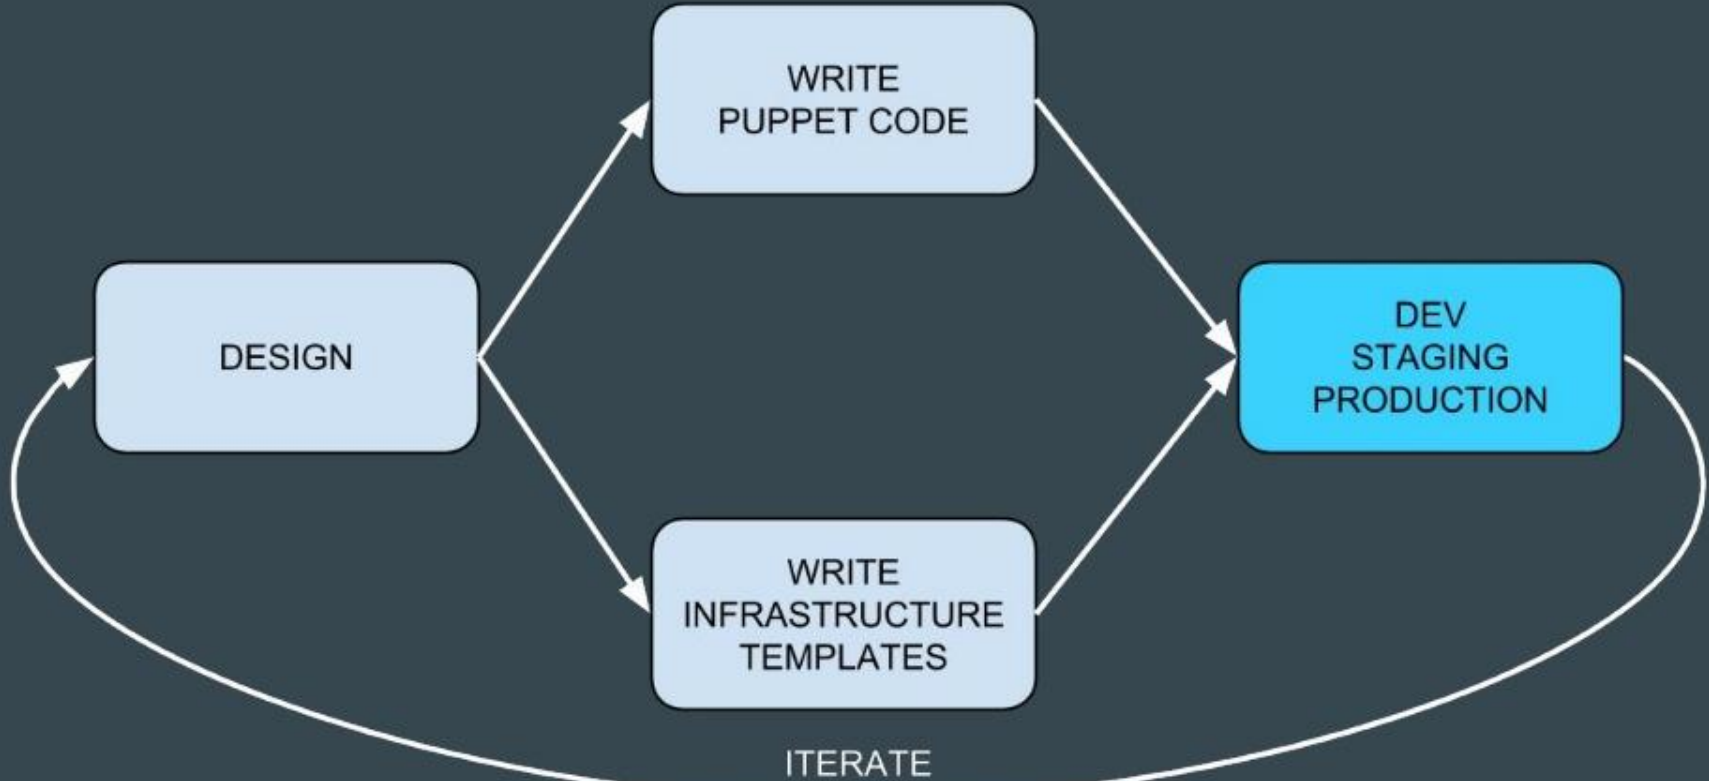 WRITE
PUPPET CODE
DESIGN
DEV
STAGING
PRODUCTION
WRITE
INFRASTRUCTURE
TEMPLATES
ITERATE